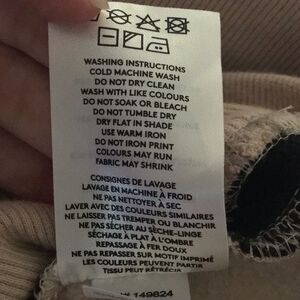 WASHING INSTRUCTIONS
COLD MACHINE WASH
DO NOT DRY CLEAN
WASH WITH LIKE COLOURS
DO NOT SOAK OR BLEACH
DO NOT TUMBLE DRY
DRY FLAT IN SHADE
USE WARM IRON
DO NOT IRON PRINT
COLOURS MAY RUN
FABRIC MAY SHRINK
CONSIGNES DE LAVAGE
LAVAGE EN MACHINE À FROID
NE PAS NETTOYER À SEC
LAVER AVEC DES COULEURS SIMILAIRES
NE LAISSER PAS TREMPER OU BLANCHIR
NE PAS SÉCHER AU SÈCHE-LINGE
SÉCHAGE À PLAT À L'OMBRE
REPASSAGE À FER DOUX
NE PAS REPASSER SUR MOTIF IMPRIMÉ
LES COULEURS PEUVENT PARTIR
TISSU PEUT RÉTRÉCIR
149824